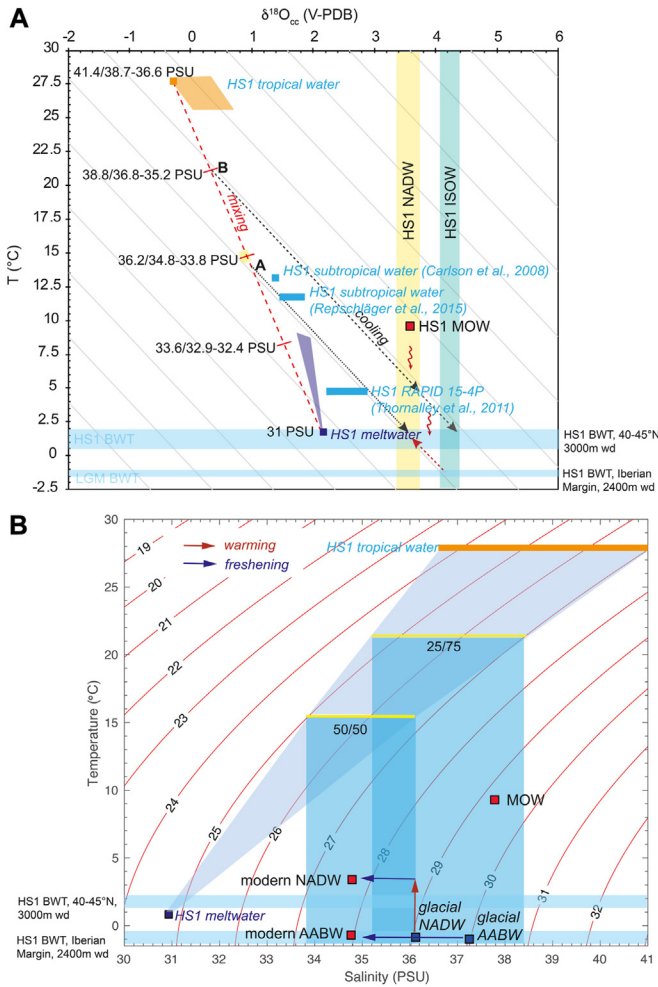 A
δ18Occ (V-PDB)
-2 -1 0 1 2 3 4 5 6
T (°C)
30
27.5
25
22.5
20
17.5
15
12.5
10
7.5
5
2.5
0
-2.5
41.4/38.7-36.6 PSU
HS1 tropical water
38.8/36.8-35.2 PSU
B
mixing
HS1 NADW
HS1 ISOW
36.2/34.8-33.8 PSU
A
HS1 subtropical water (Carlson et al., 2008)
HS1 subtropical water
(Repschläger et al., 2015)
cooling
HS1 MOW
33.6/32.9-32.4 PSU
HS1 RAPID 15-4P
(Thornalley et al., 2011)
31 PSU
HS1 meltwater
HS1 BWT
HS1 BWT, 40-45°N,
3000m wd
LGM BWT
HS1 BWT, Iberian
Margin, 2400m wd
B
Temperature (°C)
30
25
20
15
10
5
0
warming
freshening
HS1 tropical water
19
20
21
22
23
24
25
26
27
28
29
30
31
32
25/75
50/50
MOW
modern NADW
glacial
NADW
glacial
AABW
modern AABW
HS1 meltwater
HS1 BWT, 40-45°N,
3000m wd
HS1 BWT, Iberian
Margin, 2400m wd
30 31 32 33 34 35 36 37 38 39 40 41
Salinity (PSU)